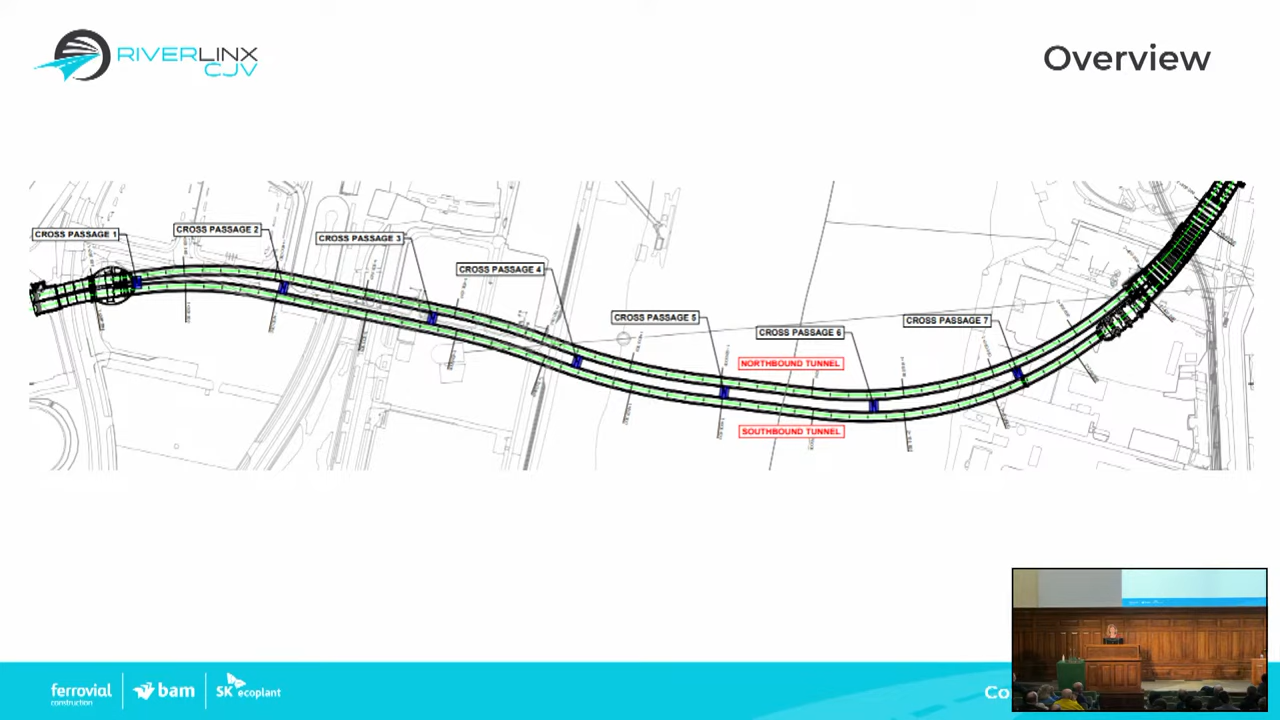 RIVERLINX
CJV
Overview
CROSS PASSAGE 1
CROSS PASSAGE 2
CROSS PASSAGE 3
CROSS PASSAGE 4
CROSS PASSAGE 5
CROSS PASSAGE 6
CROSS PASSAGE 7
NORTHBOUND TUNNEL
SOUTHBOUND TUNNEL
ferrovial
construction
bam
SK ecoplant
Co